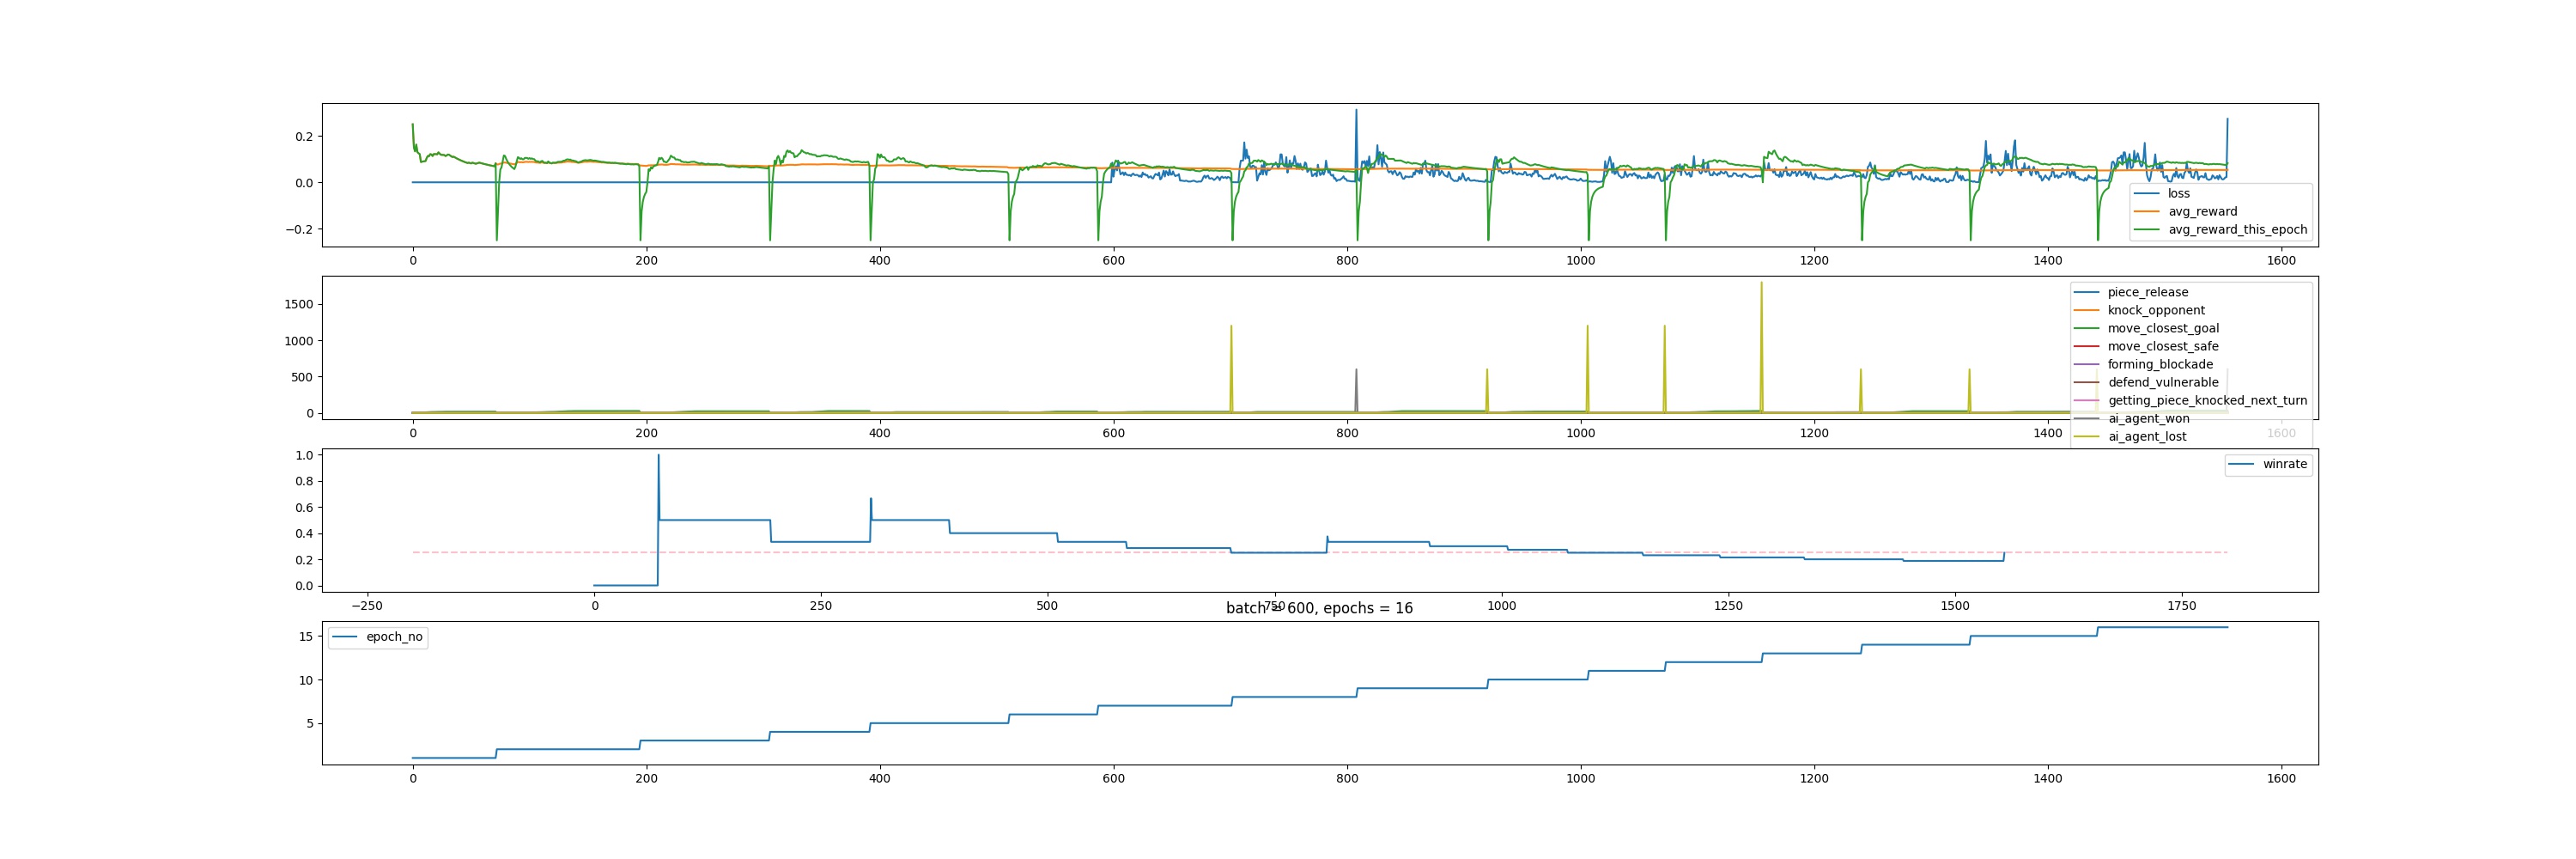 0.2
0.0
−0.2
loss
avg_reward
avg_reward_this_epoch
0 200 400 600 800 1000 1200 1400 1600
1500
1000
500
0
piece_release
knock_opponent
move_closest_goal
move_closest_safe
forming_blockade
defend_vulnerable
getting_piece_knocked_next_turn
ai_agent_won
ai_agent_lost
0 200 400 600 800 1000 1200 1400 1600
1.0
0.8
0.6
0.4
0.2
0.0
winrate
−250 0 250 500 750 1000 1250 1500 1750
batch = 600, epochs = 16
15
10
5
epoch_no
0 200 400 600 800 1000 1200 1400 1600